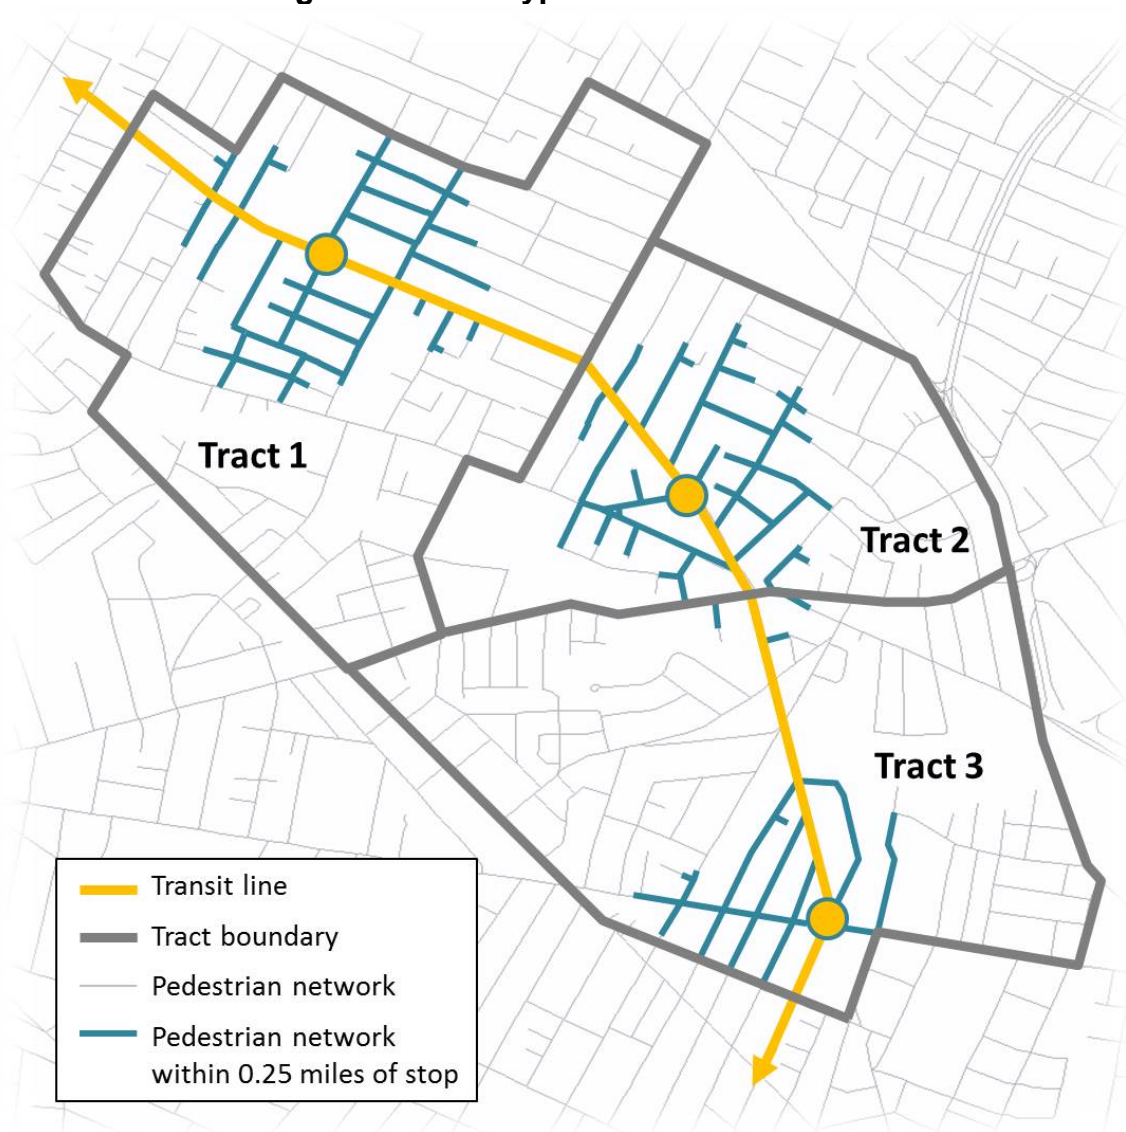 Tract 1
Tract 2
Tract 3
Transit line
Tract boundary
Pedestrian network
Pedestrian network
within 0.25 miles of stop